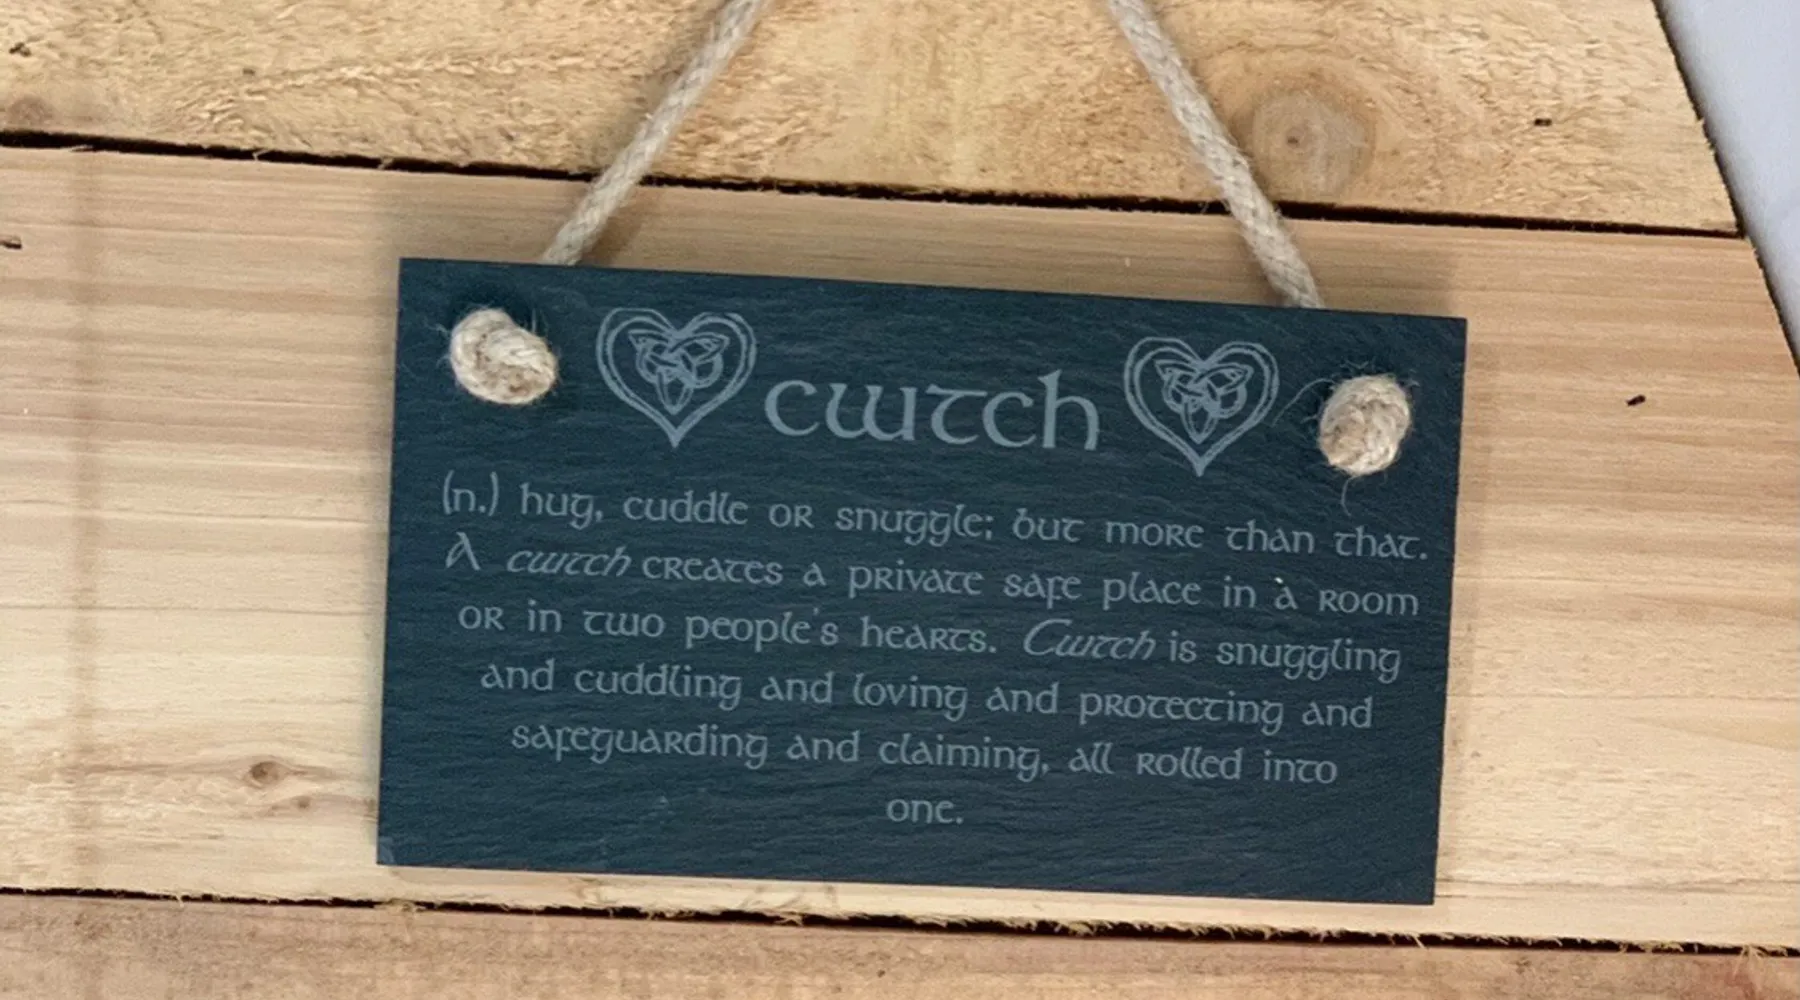 cwtch
(n.) hug, cuddle or snuggle; but more than that.
A cwtch creates a private safe place in a room
or in two people's hearts. Cwtch is snuggling
and cuddling and loving and protecting and
safeguarding and claiming, all rolled into
one.